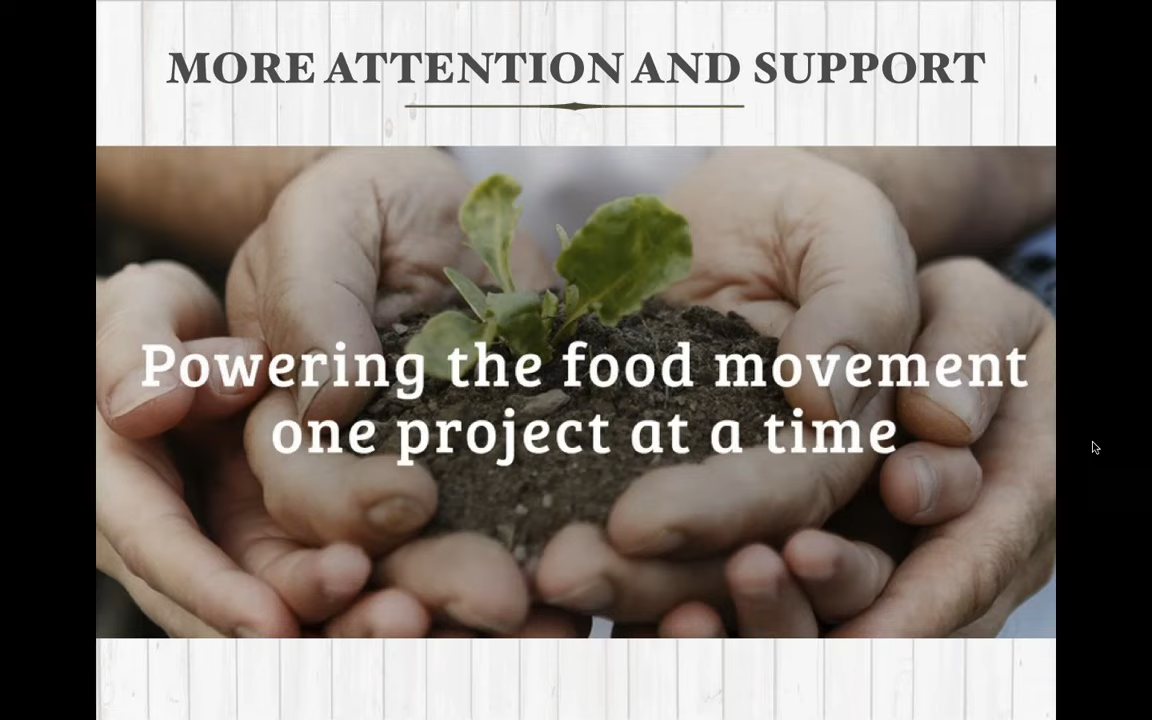 MORE ATTENTION AND SUPPORT
Powering the food movement
one project at a time